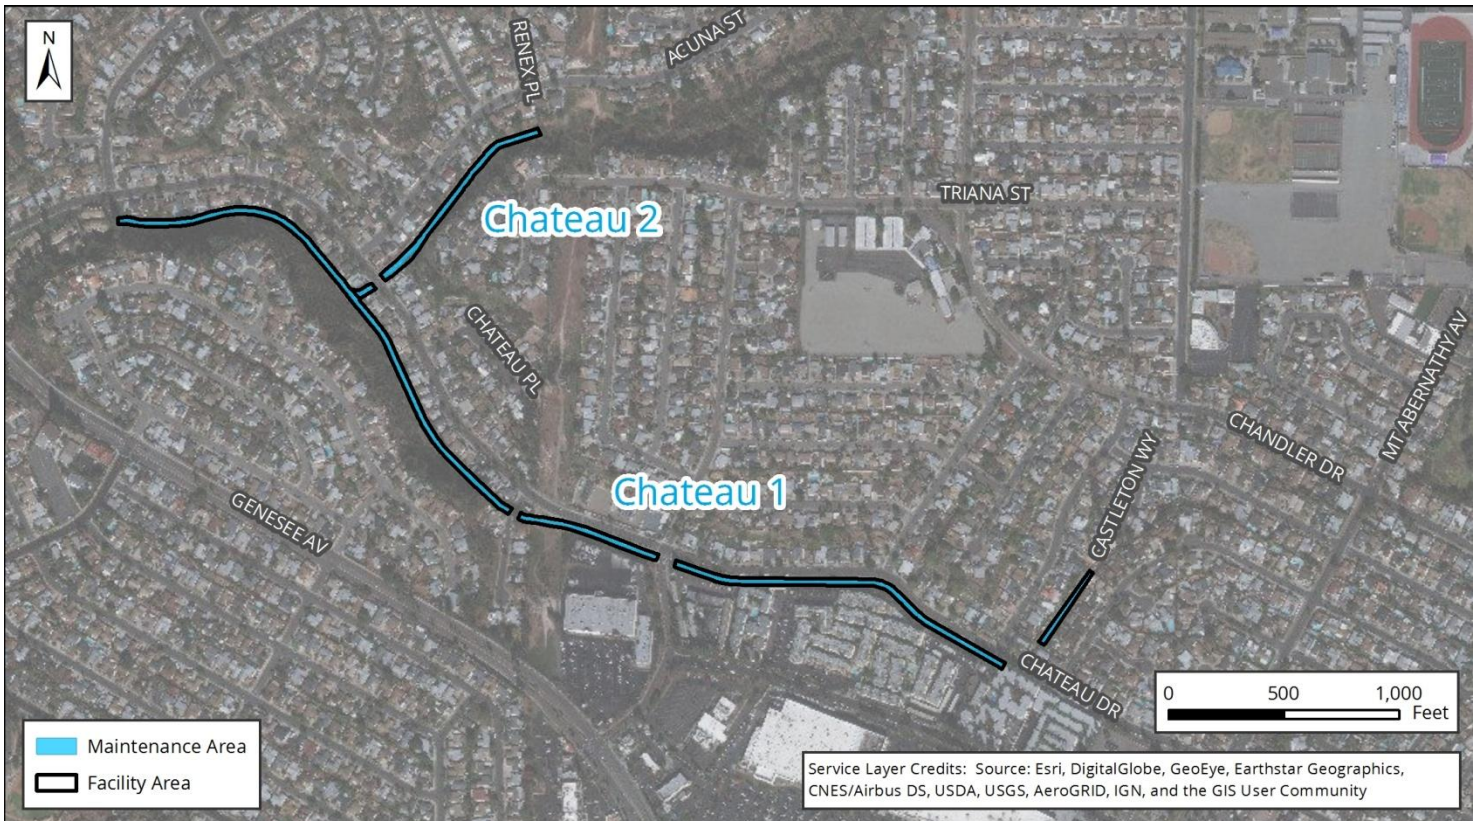 N
RENEX PL
ACUNA ST
TRIANA ST
Chateau 2
CHATEAU PL
MT ABERNATHY AV
CHANDLER DR
CASTLETON WY
Chateau 1
GENESEE AV
CHATEAU DR
0 500 1,000
Feet
Maintenance Area
Facility Area
Service Layer Credits: Source: Esri, DigitalGlobe, GeoEye, Earthstar Geographics,
CNES/Airbus DS, USDA, USGS, AeroGRID, IGN, and the GIS User Community